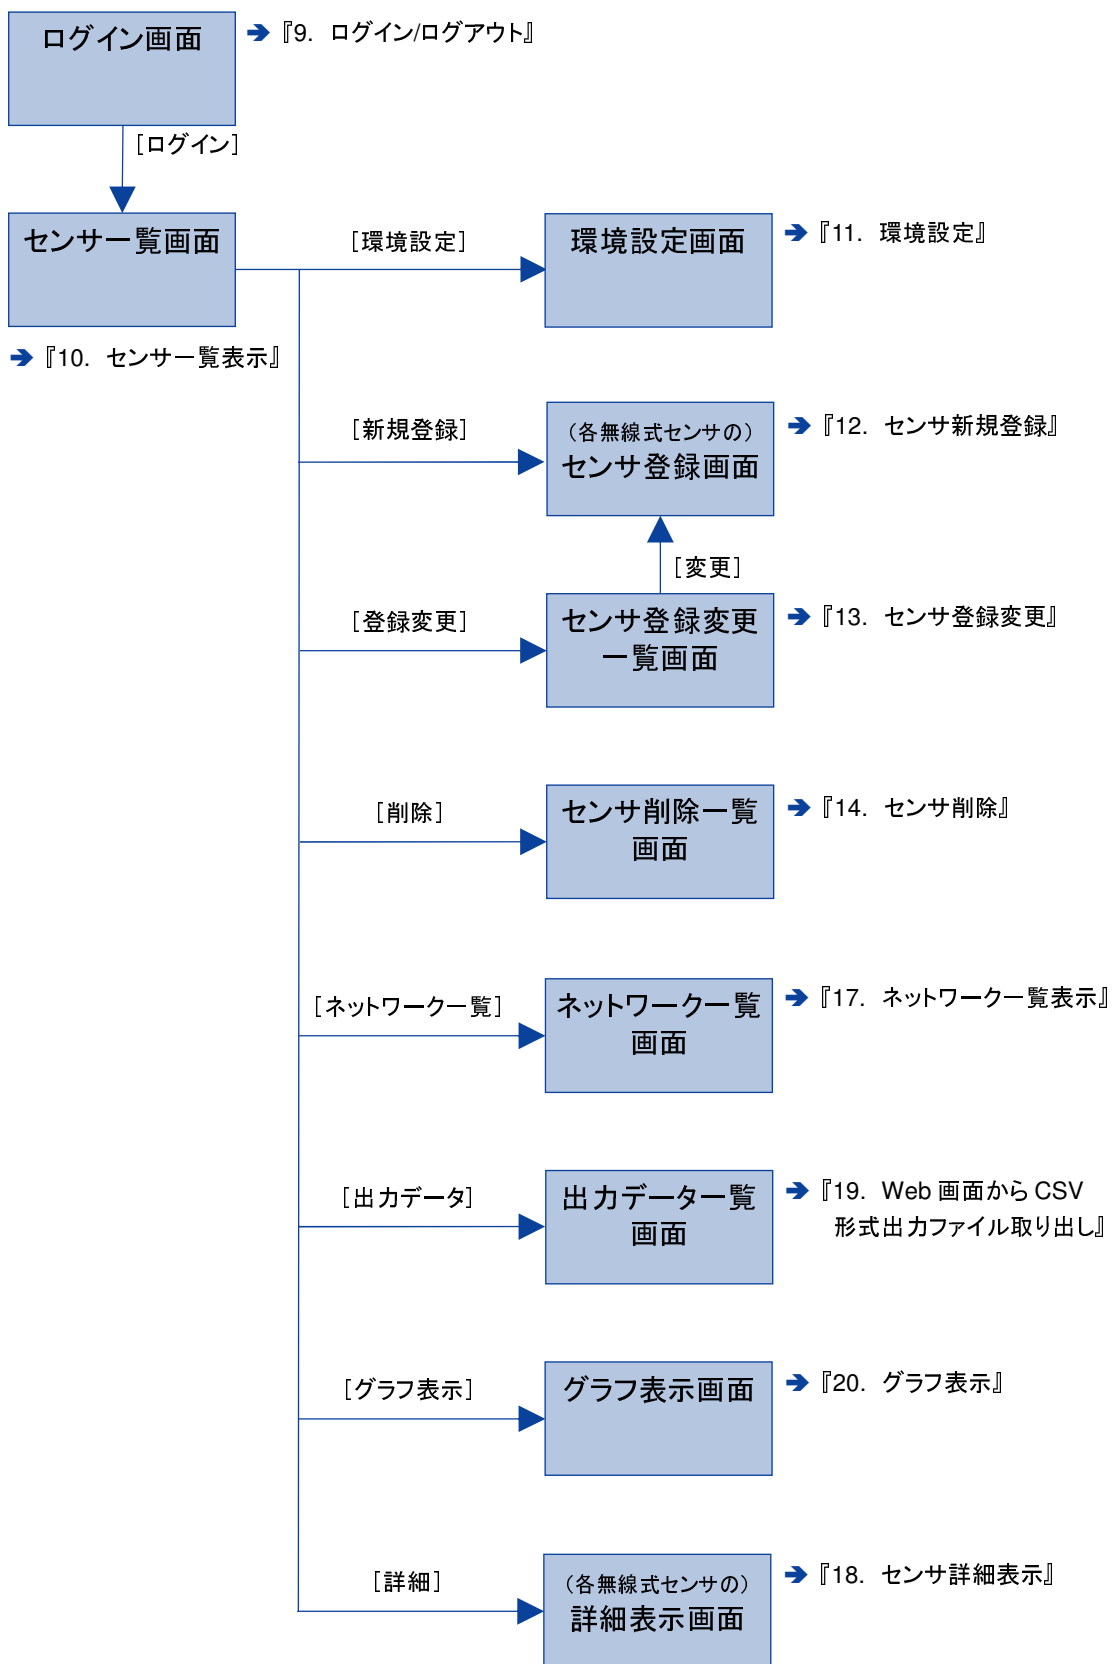 ログイン画面
➔ 『9. ログイン/ログアウト』
[ログイン]
センサ一覧画面
➔ 『10. センサ一覧表示』
[環境設定]
環境設定画面
➔ 『11. 環境設定』
[新規登録]
（各無線式センサの）
センサ登録画面
➔ 『12. センサ新規登録』
[変更]
[登録変更]
センサ登録変更
一覧画面
➔ 『13. センサ登録変更』
[削除]
センサ削除一覧
画面
➔ 『14. センサ削除』
[ネットワーク一覧]
ネットワーク一覧
画面
➔ 『17. ネットワーク一覧表示』
[出力データ]
出力データ一覧
画面
➔ 『19. Web 画面から CSV
形式出力ファイル取り出し』
[グラフ表示]
グラフ表示画面
➔ 『20. グラフ表示』
[詳細]
（各無線式センサの）
詳細表示画面
➔ 『18. センサ詳細表示』